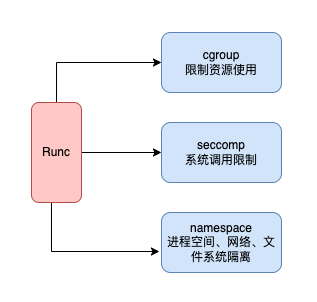 Runc
cgroup
限制资源使用
seccomp
系统调用限制
namespace
进程空间、网络、文
件系统隔离